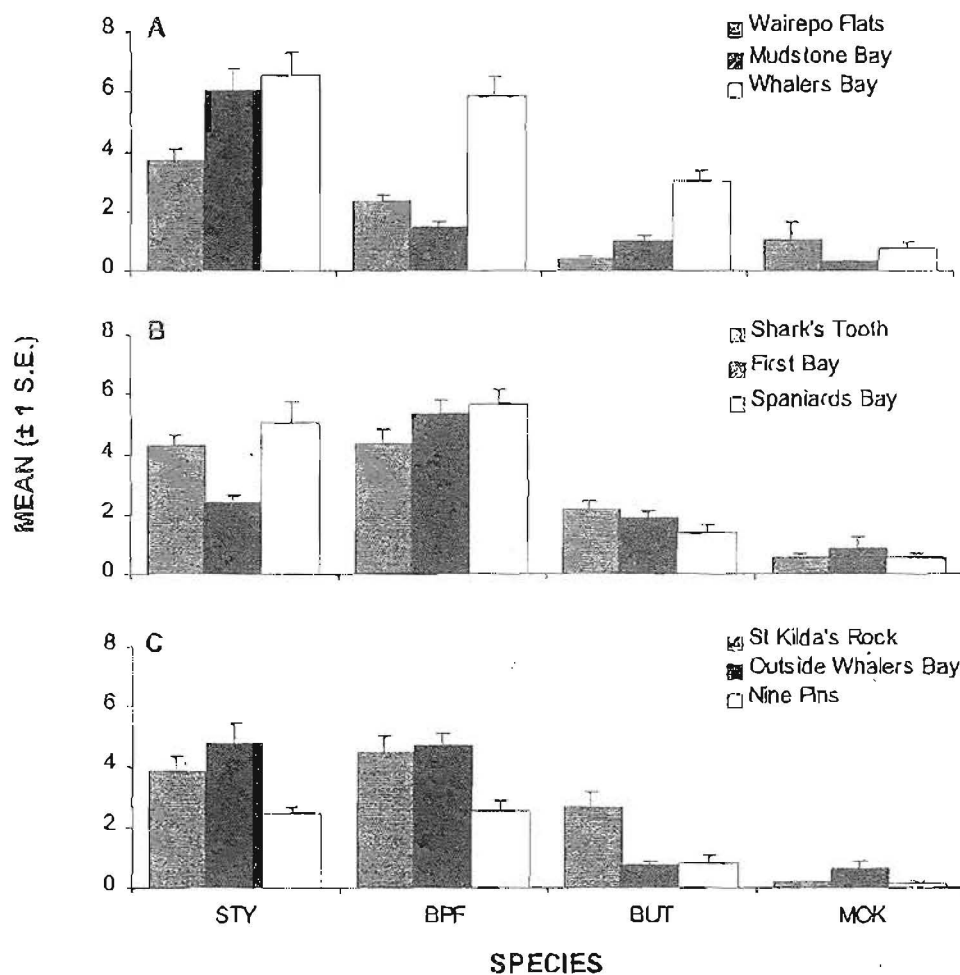 A
8
6
4
2
0
Wairepo Flats
Mudstone Bay
Whalers Bay
B
8
6
4
2
0
Shark's Tooth
First Bay
Spaniards Bay
MEAN (± 1 S.E.)
C
8
6
4
2
0
St Kilda's Rock
Outside Whalers Bay
Nine Pins
STY BPF BUT MOK
SPECIES